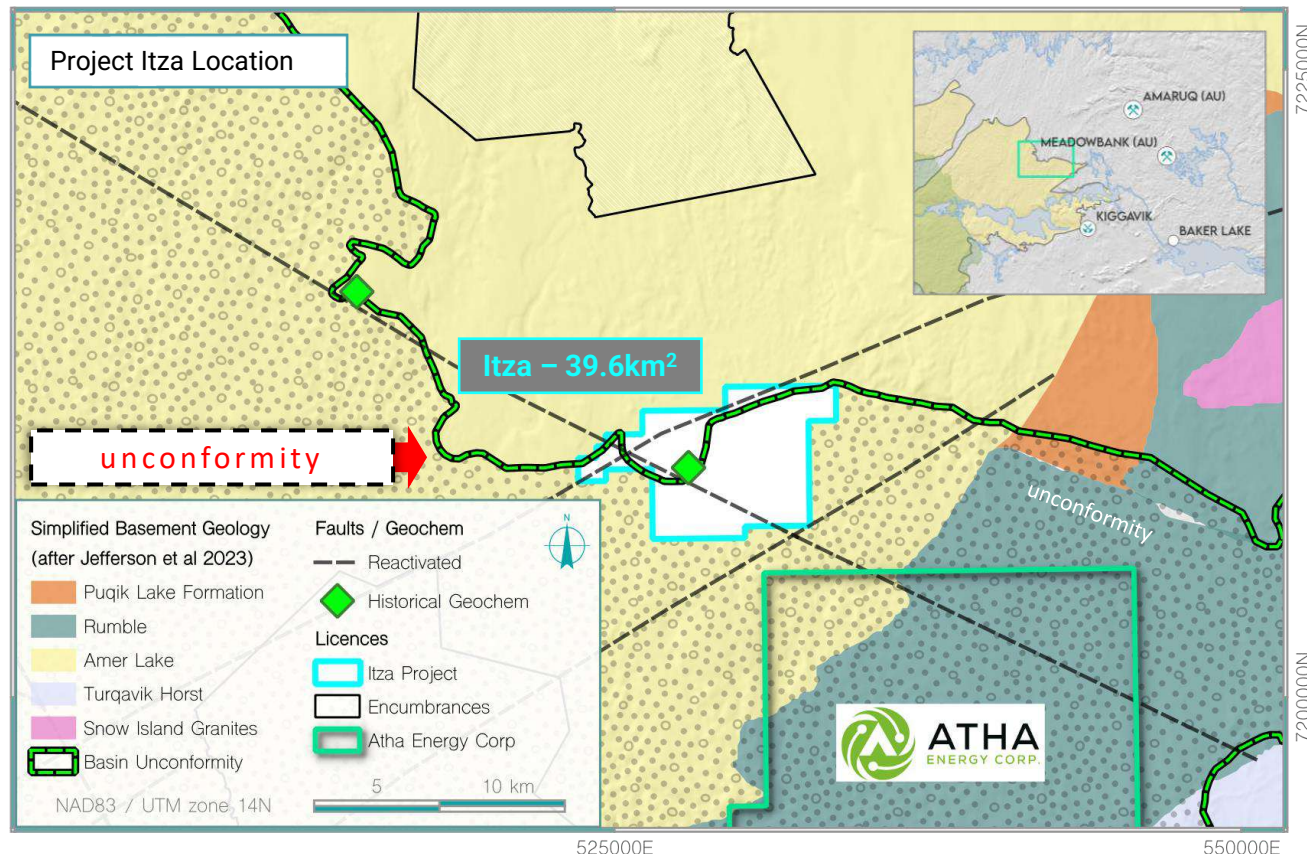 Project Itza Location
7225000N
AMARUQ (AU)
MEADOWBANK (AU)
KIGGAVIK
BAKER LAKE
Itza – 39.6km²
unconformity
unconformity
Simplified Basement Geology
(after Jefferson et al 2023)
Puqik Lake Formation
Rumble
Amer Lake
Turqavik Horst
Snow Island Granites
Basin Unconformity
NAD83 / UTM zone 14N
Faults / Geochem
N
Reactivated
Historical Geochem
Licences
Itza Project
Encumbrances
Atha Energy Corp
5 10 km
ATHA
ENERGY CORP.
7200000N
525000E
550000E